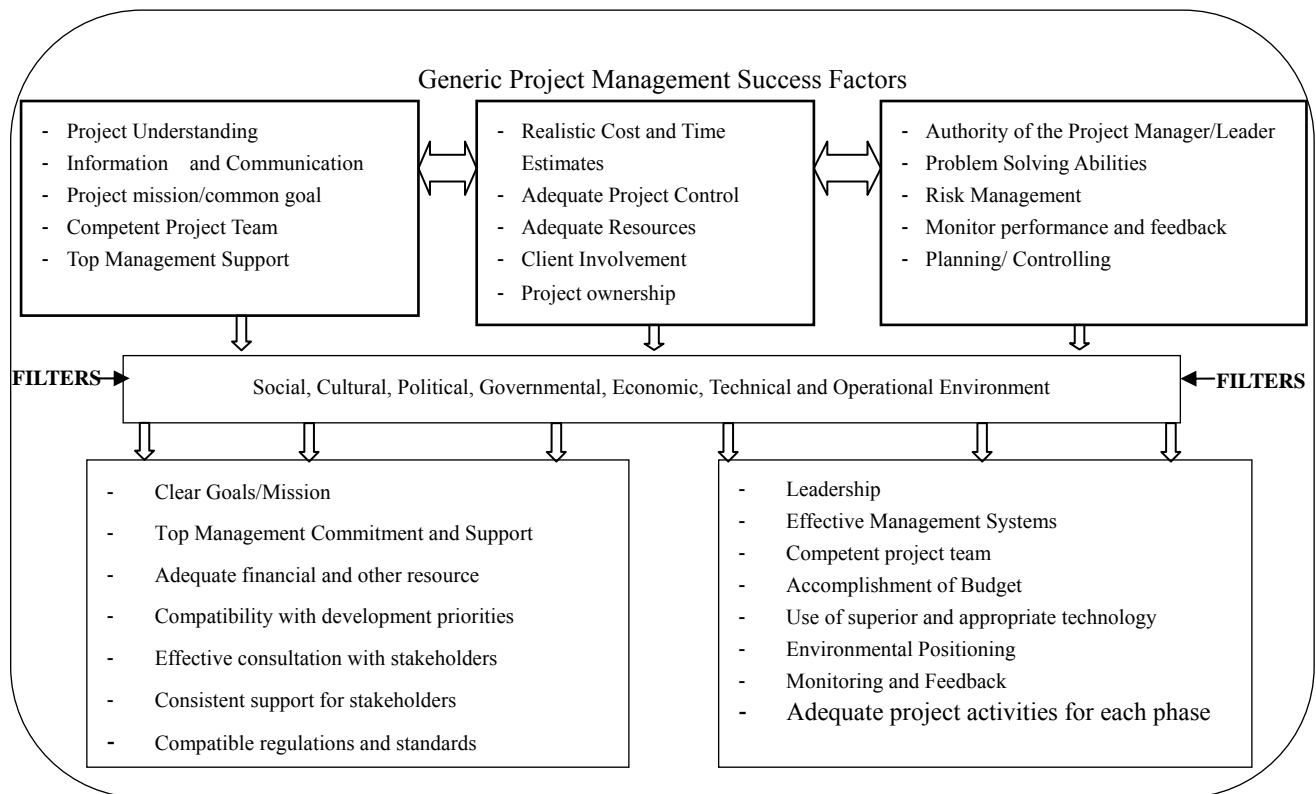 Generic Project Management Success Factors
- Project Understanding
- Information and Communication
- Project mission/common goal
- Competent Project Team
- Top Management Support
- Realistic Cost and Time
Estimates
- Adequate Project Control
- Adequate Resources
- Client Involvement
- Project ownership
- Authority of the Project Manager/Leader
- Problem Solving Abilities
- Risk Management
- Monitor performance and feedback
- Planning/ Controlling
FILTERS
Social, Cultural, Political, Governmental, Economic, Technical and Operational Environment
FILTERS
- Clear Goals/Mission
- Top Management Commitment and Support
- Adequate financial and other resource
- Compatibility with development priorities
- Effective consultation with stakeholders
- Consistent support for stakeholders
- Compatible regulations and standards
- Leadership
- Effective Management Systems
- Competent project team
- Accomplishment of Budget
- Use of superior and appropriate technology
- Environmental Positioning
- Monitoring and Feedback
- Adequate project activities for each phase